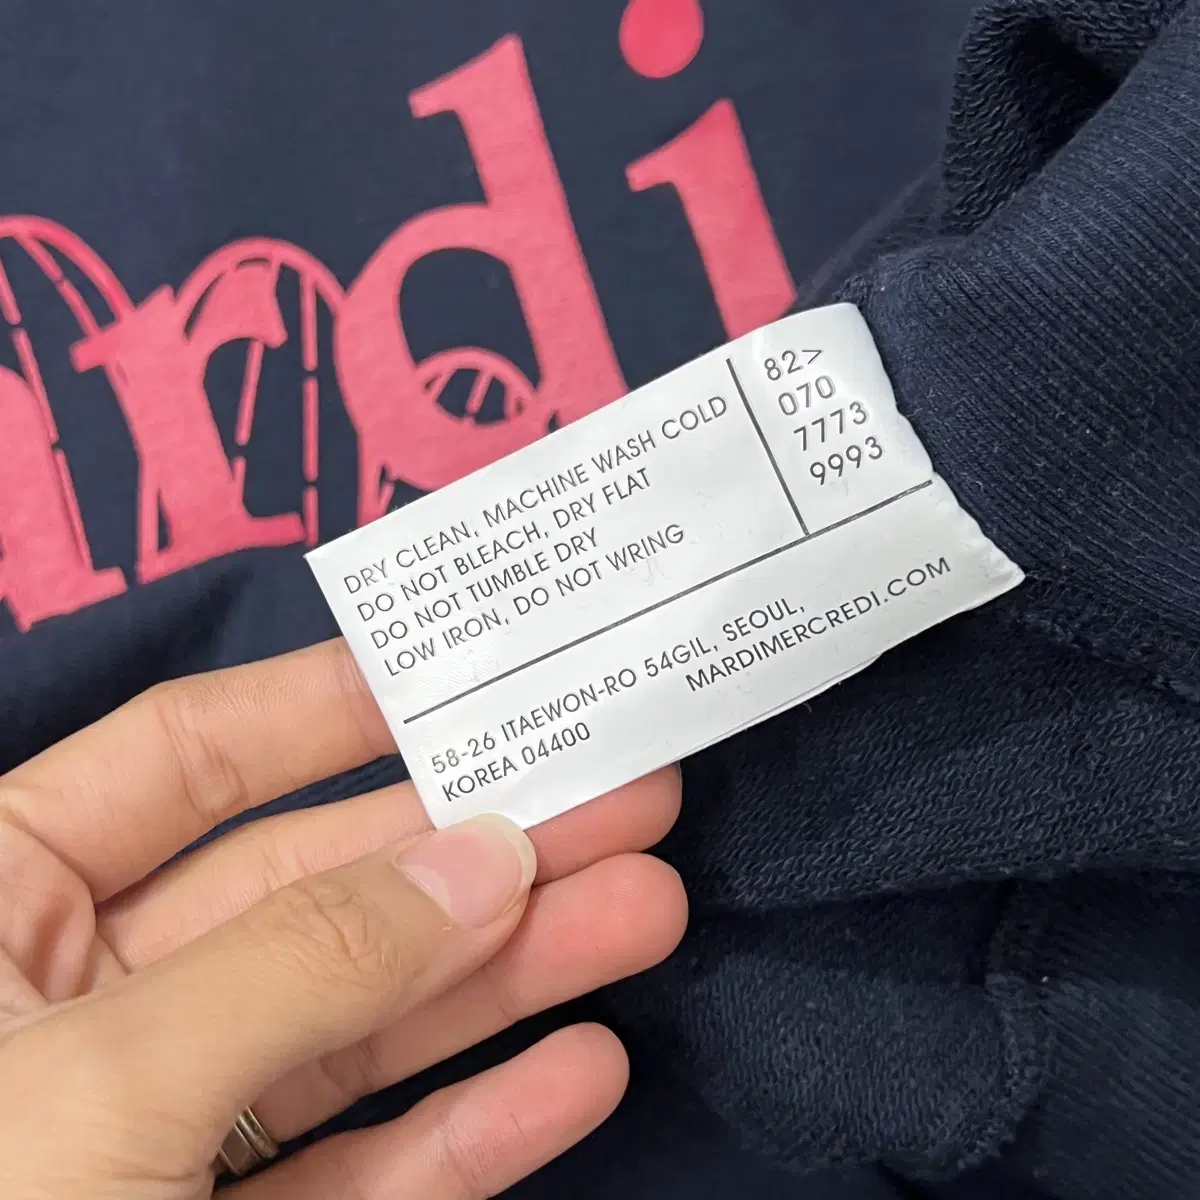 ardi
DRY CLEAN, MACHINE WASH COLD
DO NOT BLEACH, DRY FLAT
DO NOT TUMBLE DRY
LOW IRON, DO NOT WRING
82>
070
7773
9993
58-26 ITAEWON-RO 54GIL, SEOUL,
KOREA 04400
MARDIMERCREDI.COM